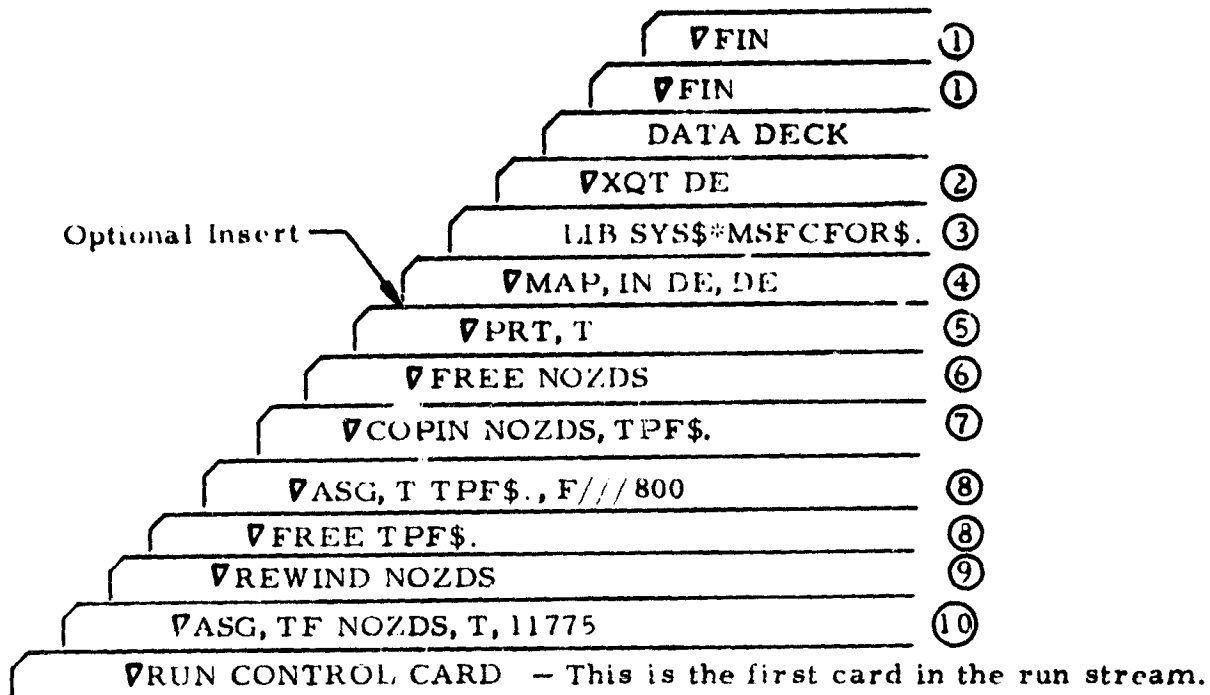 ∇FIN ①
∇FIN ①
DATA DECK
∇XQT DE ②
Optional Insert
LIB SYS$*MSFCFOR$. ③
∇MAP, IN DE, DE ④
∇PRT, T ⑤
∇FREE NOZDS ⑥
∇COPIN NOZDS, TPF$. ⑦
∇ASG, T TPF$., F///800 ⑧
∇FREE TPF$. ⑧
∇REWIND NOZDS ⑨
∇ASG, TF NOZDS, T, 11775 ⑩
∇RUN CONTROL CARD – This is the first card in the run stream.